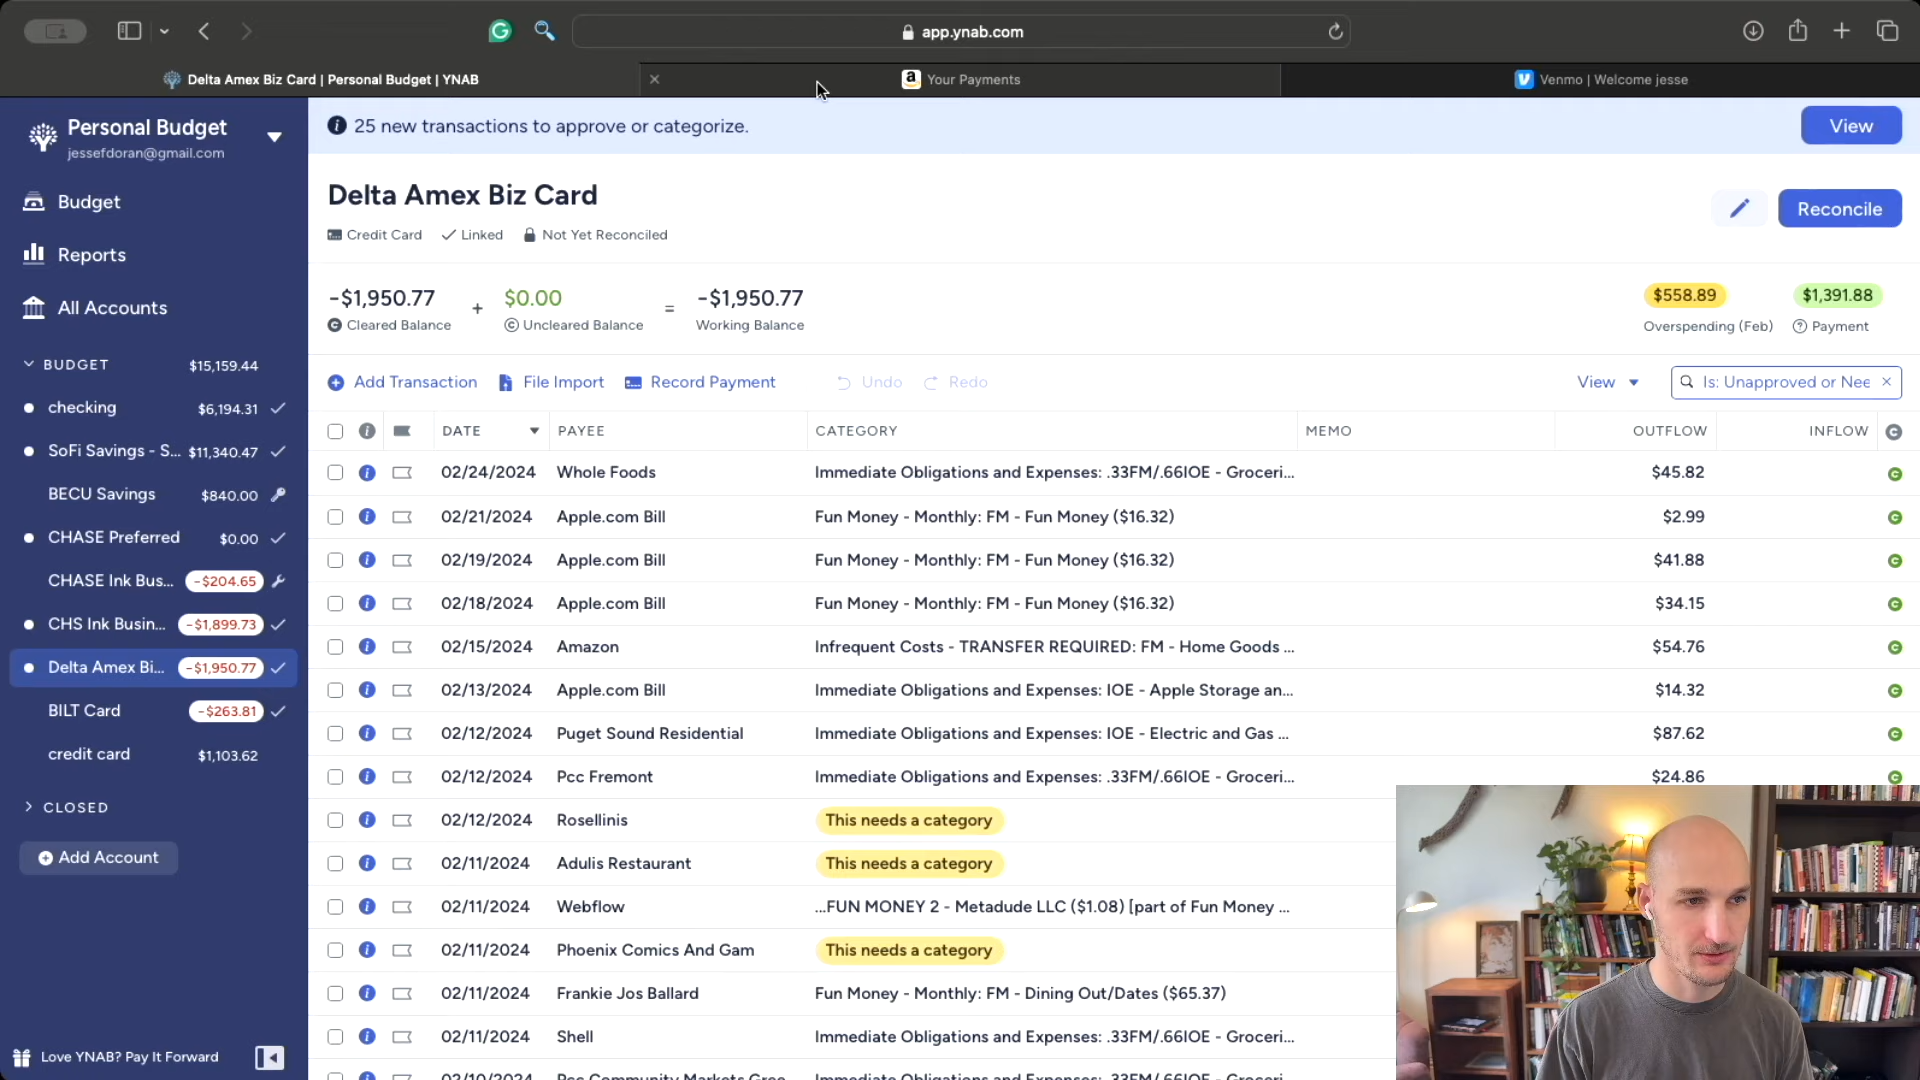 app.ynab.com
Delta Amex Biz Card | Personal Budget | YNAB
Your Payments
Venmo | Welcome jesse
Personal Budget
jessefdoran@gmail.com
25 new transactions to approve or categorize.
View
Budget
Reports
All Accounts
Delta Amex Biz Card
Credit Card Linked Not Yet Reconciled
Reconcile
-$1,950.77 + $0.00 = -$1,950.77
Cleared Balance Uncleared Balance Working Balance
$558.89 $1,391.88
Overspending (Feb) Payment
BUDGET $15,159.44
checking $6,194.31
SoFi Savings - S... $11,340.47
BECU Savings $840.00
CHASE Preferred $0.00
CHASE Ink Bus... -$204.65
CHS Ink Busin... -$1,899.73
Delta Amex Bi... -$1,950.77
BILT Card -$263.81
credit card $1,103.62
CLOSED
Add Account
Love YNAB? Pay It Forward
Add Transaction File Import Record Payment Undo Redo View Is: Unapproved or Nee
DATE PAYEE CATEGORY MEMO OUTFLOW INFLOW
02/24/2024 Whole Foods Immediate Obligations and Expenses: .33FM/.66IOE - Groceri... $45.82
02/21/2024 Apple.com Bill Fun Money - Monthly: FM - Fun Money ($16.32) $2.99
02/19/2024 Apple.com Bill Fun Money - Monthly: FM - Fun Money ($16.32) $41.88
02/18/2024 Apple.com Bill Fun Money - Monthly: FM - Fun Money ($16.32) $34.15
02/15/2024 Amazon Infrequent Costs - TRANSFER REQUIRED: FM - Home Goods ... $54.76
02/13/2024 Apple.com Bill Immediate Obligations and Expenses: IOE - Apple Storage an... $14.32
02/12/2024 Puget Sound Residential Immediate Obligations and Expenses: IOE - Electric and Gas ... $87.62
02/12/2024 Pcc Fremont Immediate Obligations and Expenses: .33FM/.66IOE - Groceri... $24.86
02/12/2024 Rosellinis This needs a category
02/11/2024 Adulis Restaurant This needs a category
02/11/2024 Webflow ...FUN MONEY 2 - Metadude LLC ($1.08) [part of Fun Money ...
02/11/2024 Phoenix Comics And Gam This needs a category
02/11/2024 Frankie Jos Ballard Fun Money - Monthly: FM - Dining Out/Dates ($65.37)
02/11/2024 Shell Immediate Obligations and Expenses: .33FM/.66IOE - Groceri...
02/10/2024 Pcc Community Markets Gree Immediate Obligations and Expenses: .33FM/.66IOE - Groceri...